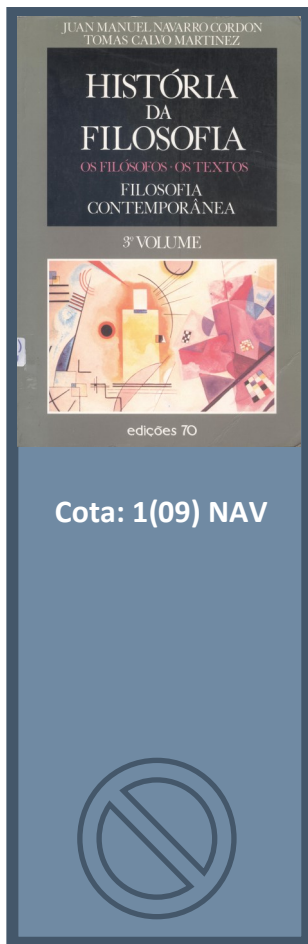 JUAN MANUEL NAVARRO CORDON
TOMAS CALVO MARTINEZ
HISTÓRIA
DA
FILOSOFIA
OS FILÓSOFOS · OS TEXTOS
FILOSOFIA
CONTEMPORÂNEA
3º VOLUME
edições 70
Cota: 1(09) NAV